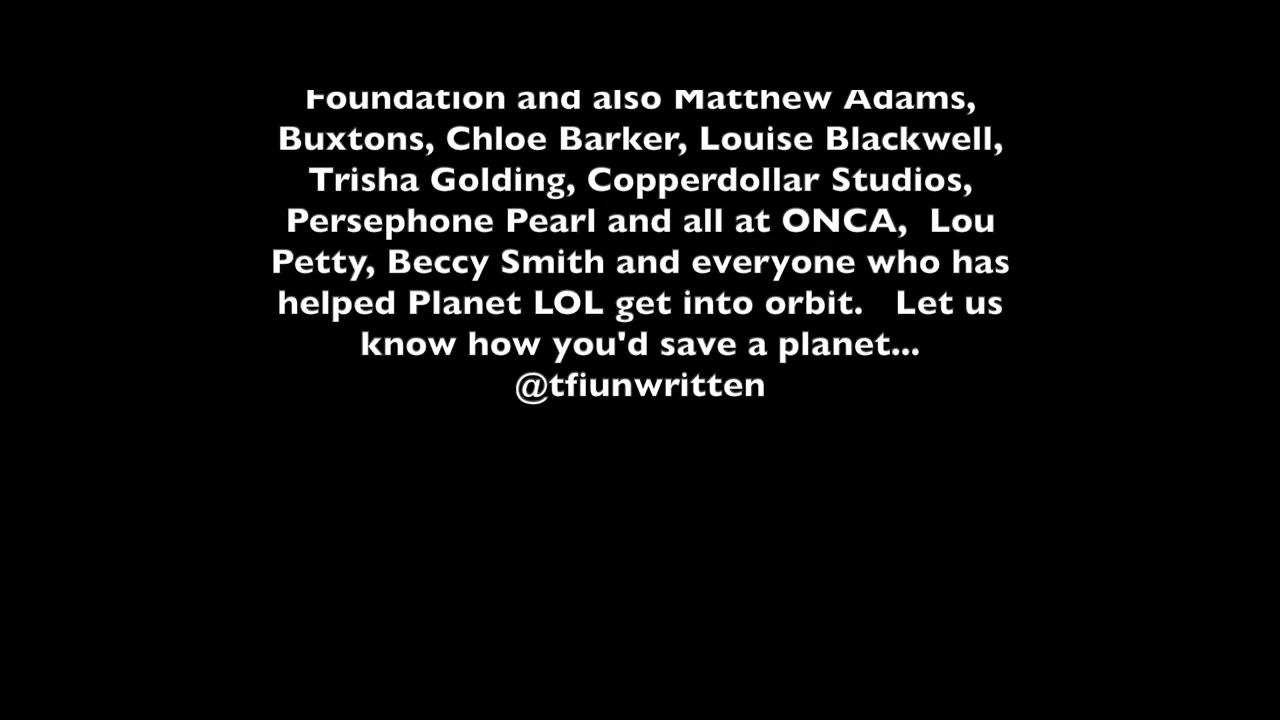 Foundation and also Matthew Adams,
Buxtons, Chloe Barker, Louise Blackwell,
Trisha Golding, Copperdollar Studios,
Persephone Pearl and all at ONCA,  Lou
Petty, Beccy Smith and everyone who has
helped Planet LOL get into orbit.   Let us
know how you'd save a planet...
@tfiunwritten